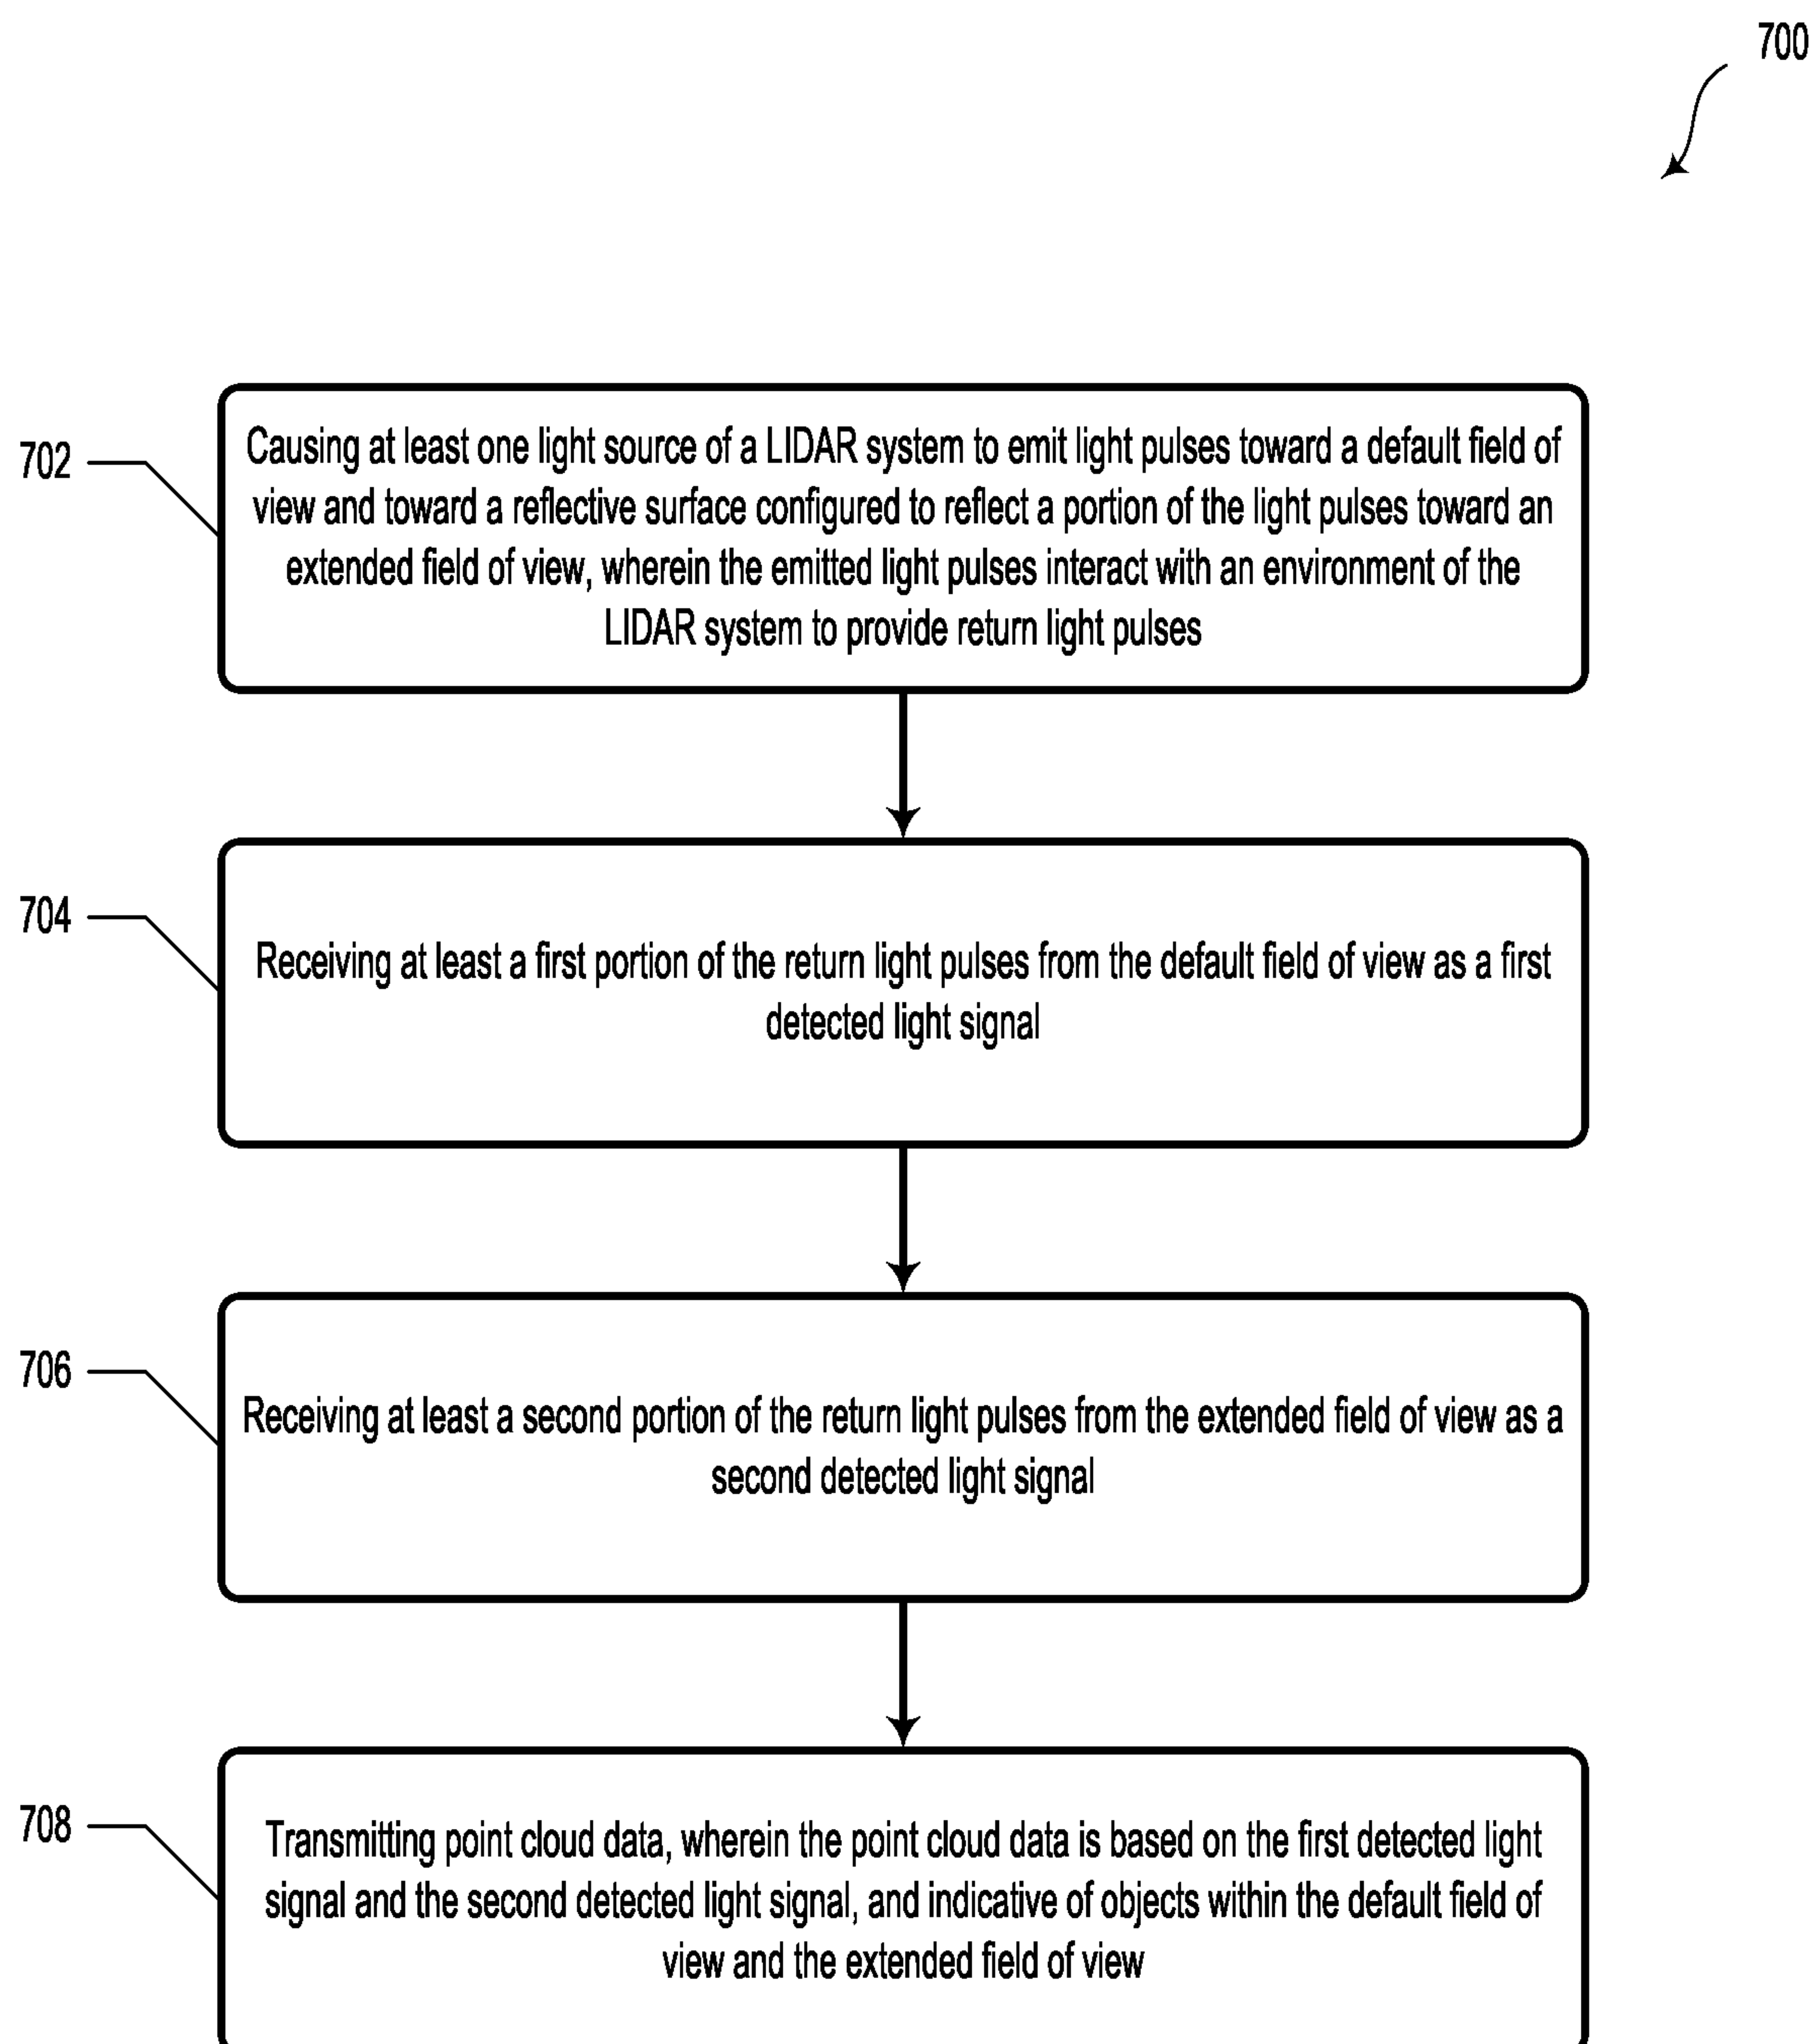 700
702
Causing at least one light source of a LIDAR system to emit light pulses toward a default field of
view and toward a reflective surface configured to reflect a portion of the light pulses toward an
extended field of view, wherein the emitted light pulses interact with an environment of the
LIDAR system to provide return light pulses
704
Receiving at least a first portion of the return light pulses from the default field of view as a first
detected light signal
706
Receiving at least a second portion of the return light pulses from the extended field of view as a
second detected light signal
708
Transmitting point cloud data, wherein the point cloud data is based on the first detected light
signal and the second detected light signal, and indicative of objects within the default field of
view and the extended field of view